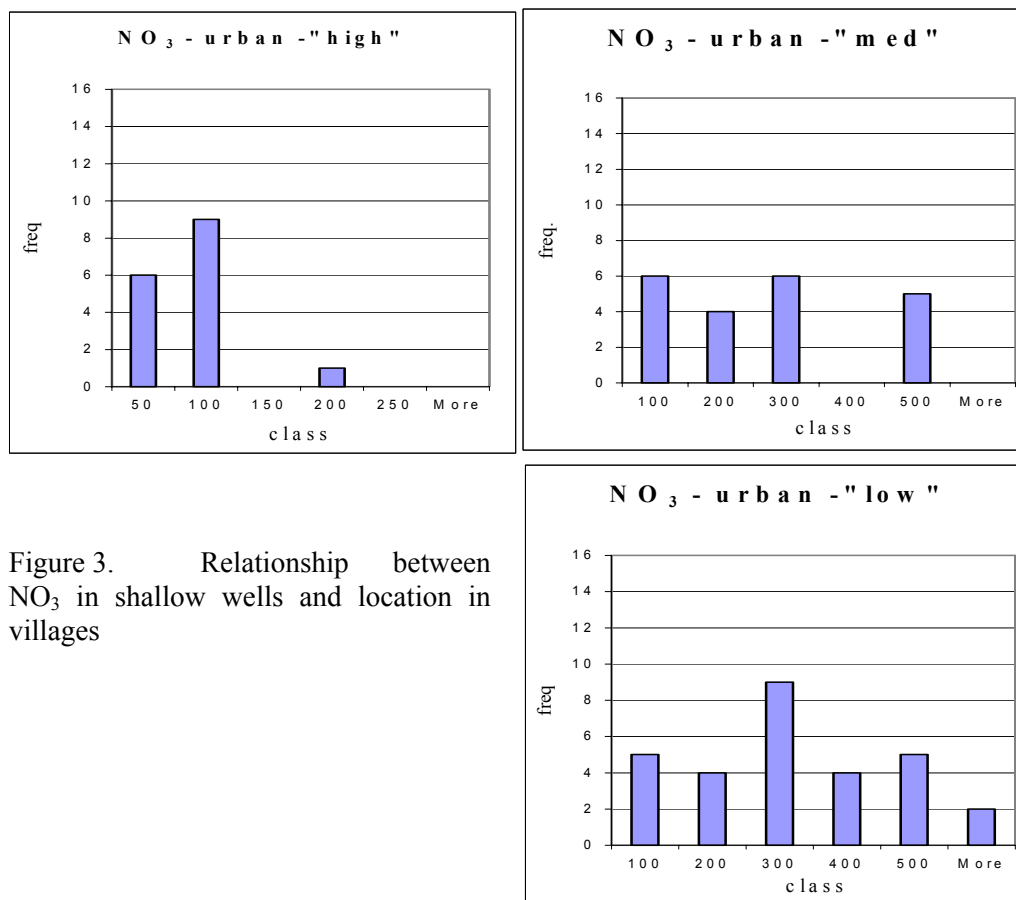 NO₃ - urban -"high"
16
14
12
10
8
6
4
2
0
freq
50 100 150 200 250 More
class
NO₃ - urban -"med"
16
14
12
10
8
6
4
2
0
freq.
100 200 300 400 500 More
class
Figure 3. Relationship between
NO₃ in shallow wells and location in
villages
NO₃ - urban -"low"
16
14
12
10
8
6
4
2
0
freq
100 200 300 400 500 More
class